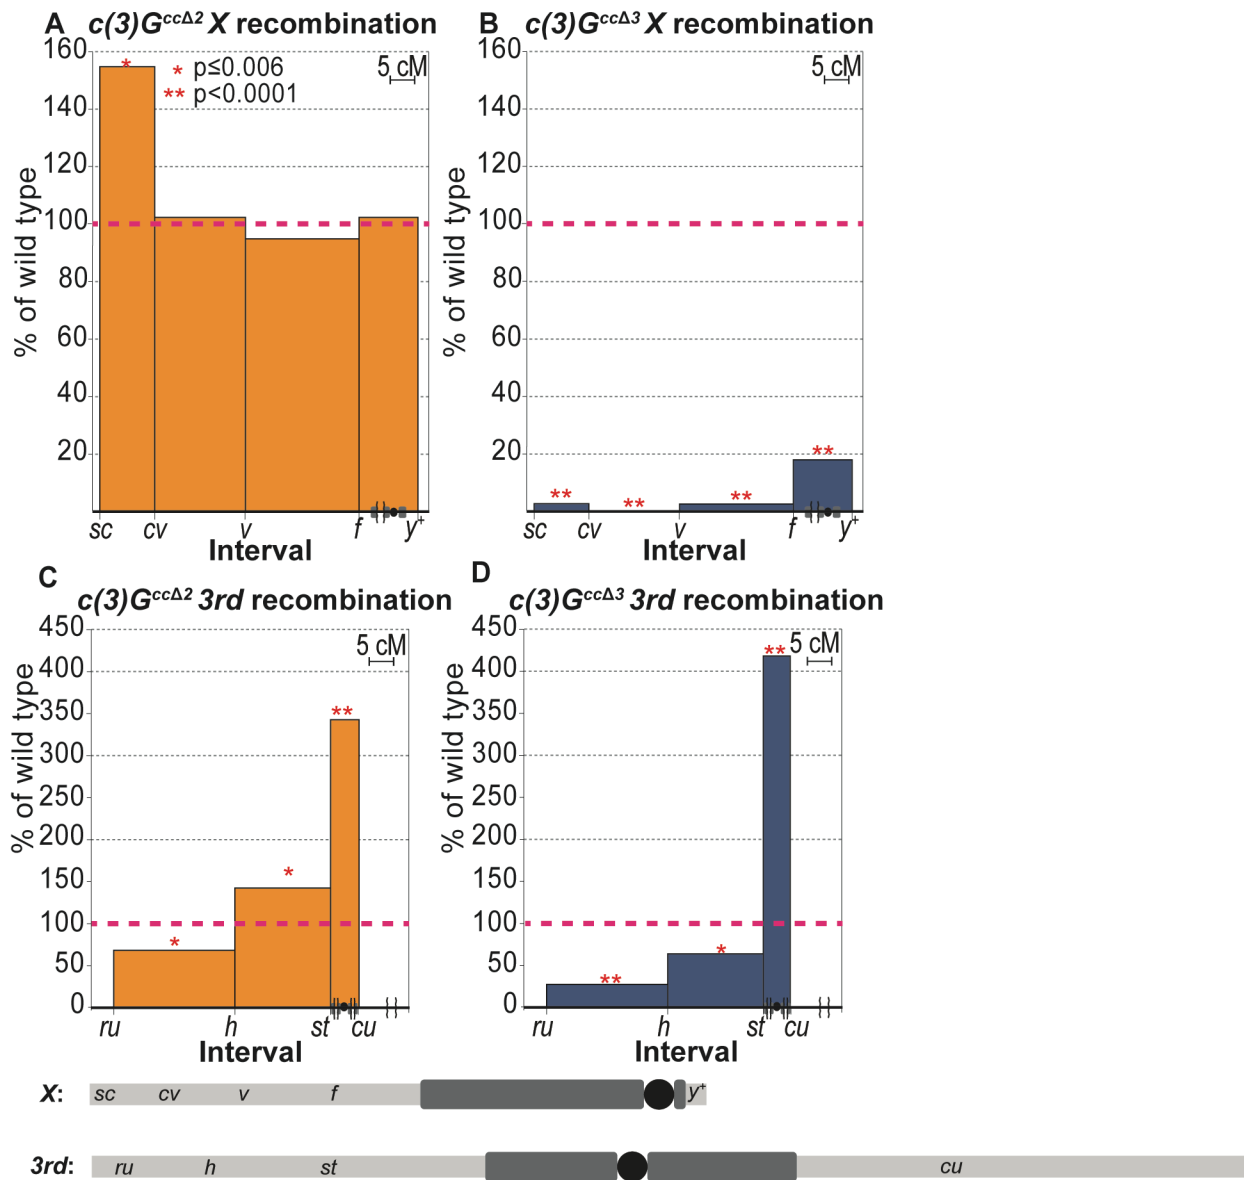 A c(3)G^ccΔ2 X recombination
160
140
120
100
80
60
40
20
% of wild type
* p≤0.006
** p<0.0001
5 cM
*
sc cv v f y+
Interval
B c(3)G^ccΔ3 X recombination
160
140
120
100
80
60
40
20
% of wild type
5 cM
** ** ** **
sc cv v f y+
Interval
C c(3)G^ccΔ2 3rd recombination
450
400
350
300
250
200
150
100
50
0
% of wild type
5 cM
* * **
ru h st cu
Interval
D c(3)G^ccΔ3 3rd recombination
450
400
350
300
250
200
150
100
50
0
% of wild type
5 cM
** * **
ru h st cu
Interval
X: sc cv v f y+
3rd: ru h st cu